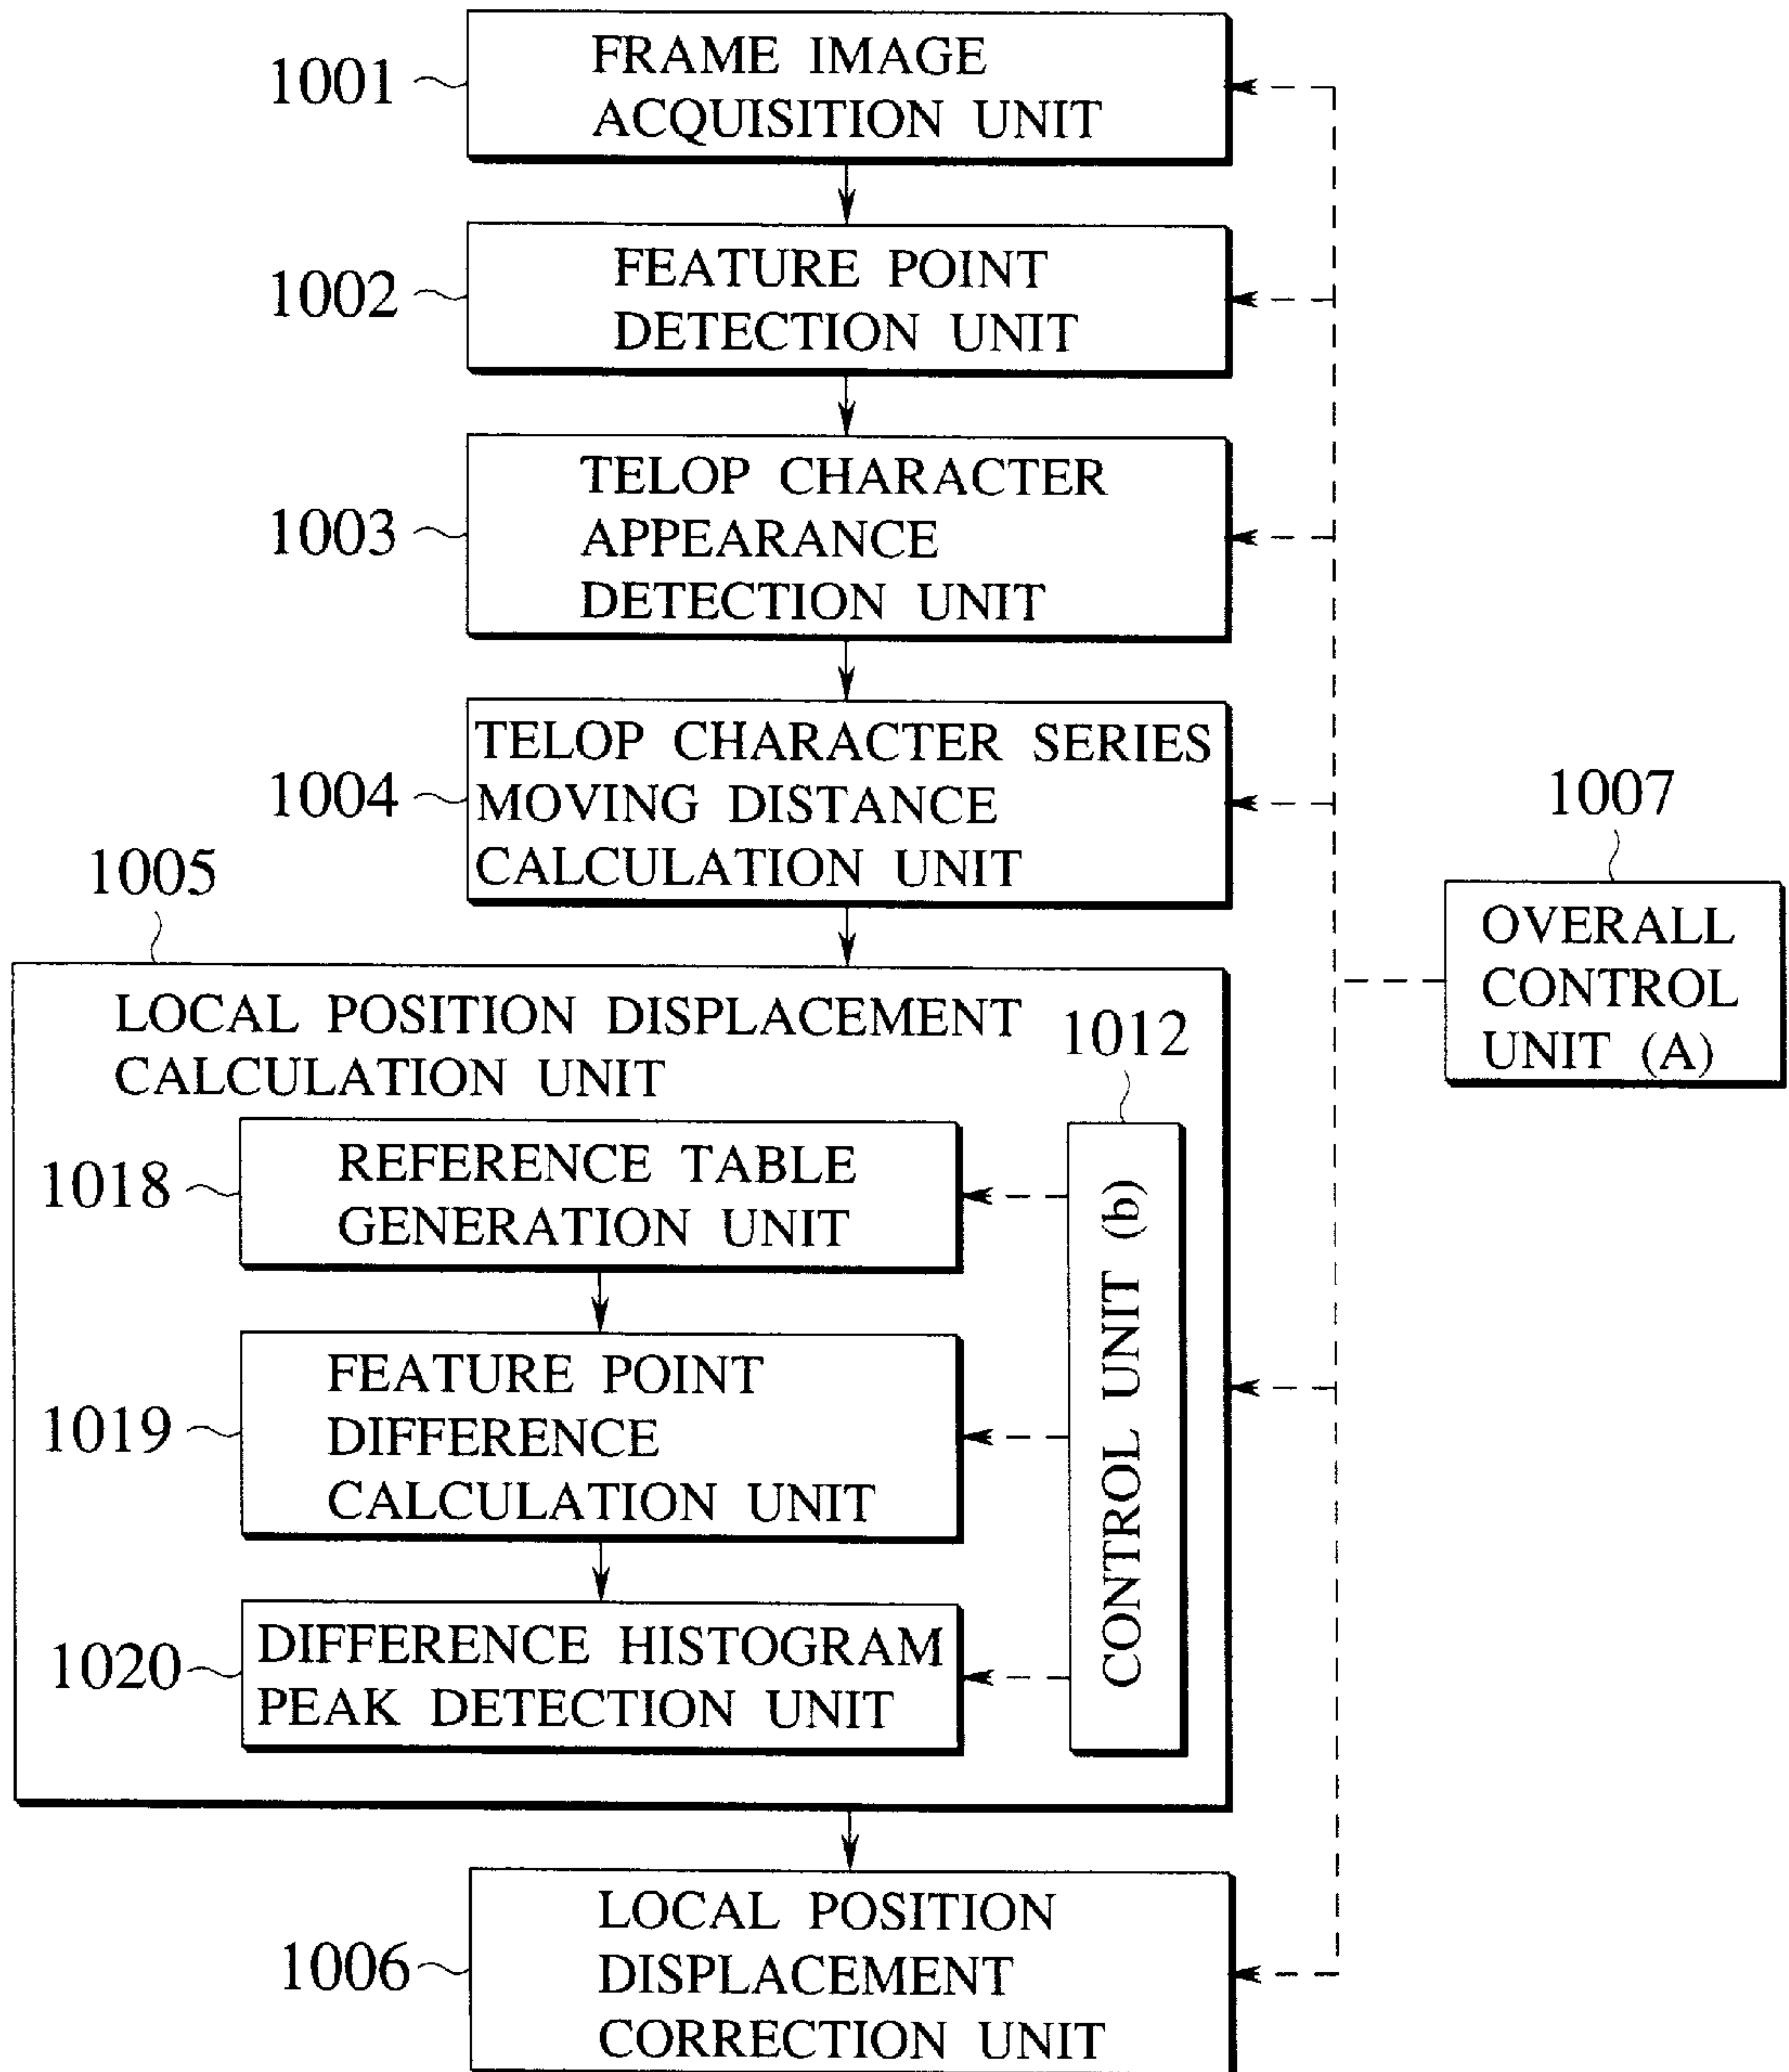 1001
FRAME IMAGE
ACQUISITION UNIT
1002
FEATURE POINT
DETECTION UNIT
1003
TELOP CHARACTER
APPEARANCE
DETECTION UNIT
1004
TELOP CHARACTER SERIES
MOVING DISTANCE
CALCULATION UNIT
1007
OVERALL
CONTROL
UNIT (A)
1005
LOCAL POSITION DISPLACEMENT
CALCULATION UNIT
1012
CONTROL UNIT (b)
1018
REFERENCE TABLE
GENERATION UNIT
1019
FEATURE POINT
DIFFERENCE
CALCULATION UNIT
1020
DIFFERENCE HISTOGRAM
PEAK DETECTION UNIT
1006
LOCAL POSITION
DISPLACEMENT
CORRECTION UNIT